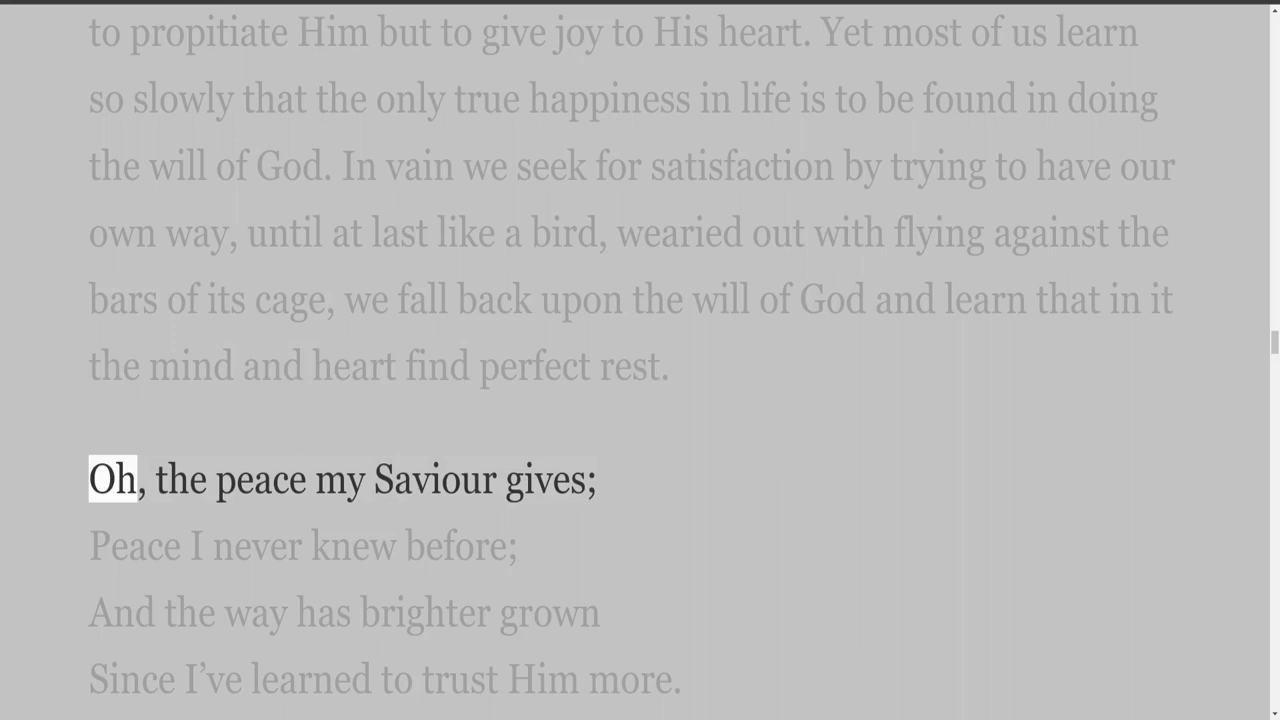 to propitiate Him but to give joy to His heart. Yet most of us learn
so slowly that the only true happiness in life is to be found in doing
the will of God. In vain we seek for satisfaction by trying to have our
own way, until at last like a bird, wearied out with flying against the
bars of its cage, we fall back upon the will of God and learn that in it
the mind and heart find perfect rest.
Oh, the peace my Saviour gives;
Peace I never knew before;
And the way has brighter grown
Since I’ve learned to trust Him more.